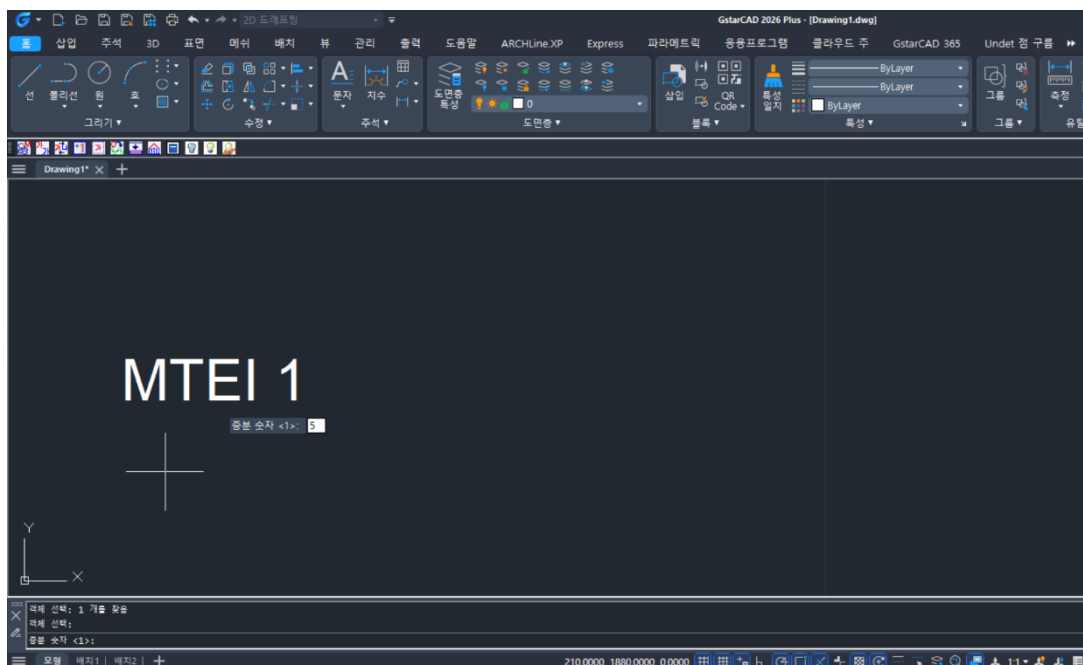 2D 드래프팅
GstarCAD 2026 Plus - [Drawing1.dwg]
홈 삽입 주석 3D 표면 메쉬 배치 뷰 관리 출력 도움말 ARCHLine.XP Express 파라메트릭 응용프로그램 클라우드 주 GstarCAD 365 Undet 점 구름
선 폴리선 원 호 문자 지수 도면층 특성 0 삽입 QR Code 특성 일치 ByLayer ByLayer ByLayer 그룹 측정
그리기 수정 주석 도면층 블록 특성 그룹 유틸
Drawing1*
MTEI 1
증분 숫자 <1>: 5
Y
X
객체 선택: 1 개를 찾음
객체 선택:
증분 숫자 <1>:
모형 배치1 배치2 210.0000, 1880.0000, 0.0000 1:1